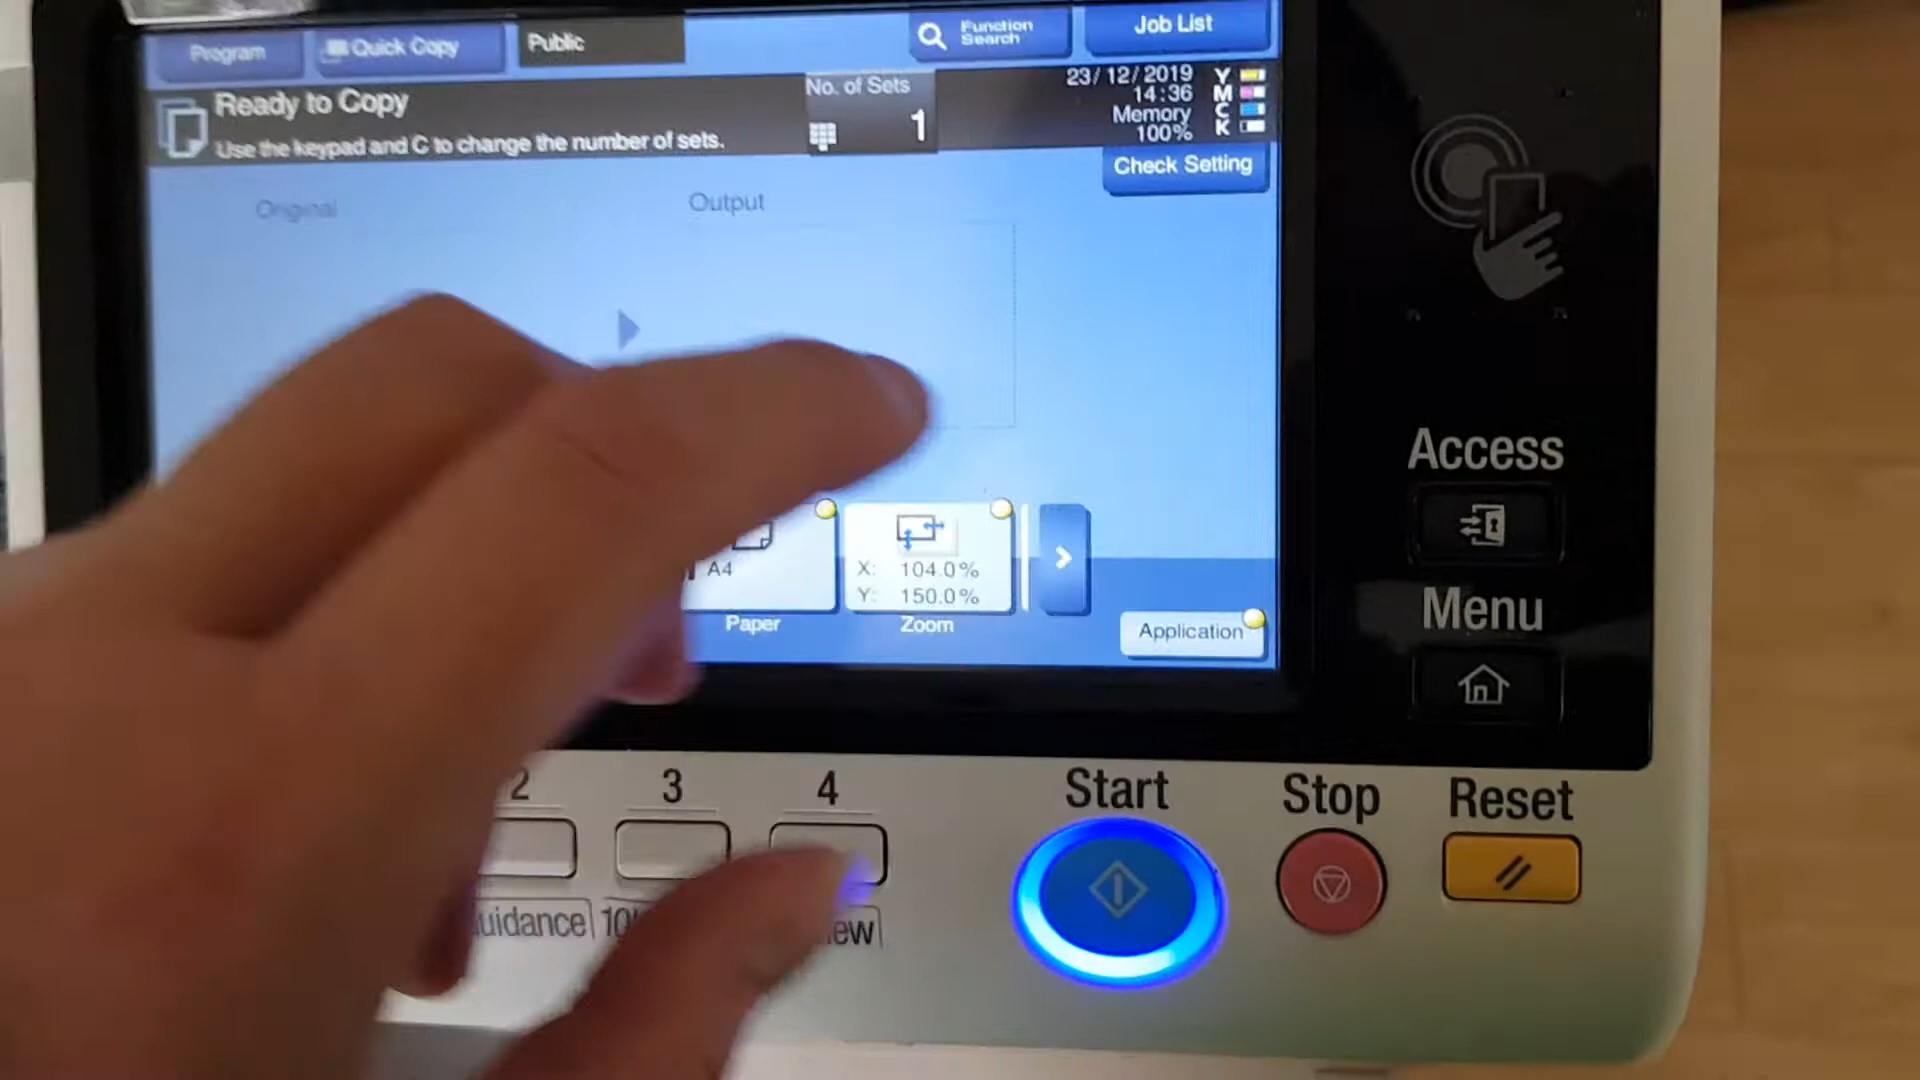 Program
Quick Copy
Public
Function
Search
Job List
Ready to Copy
Use the keypad and C to change the number of sets.
No. of Sets
1
23/12/2019
14:36
Memory
100%
Y
M
C
K
Check Setting
Original
Output
A4
Paper
X: 104.0%
Y: 150.0%
Zoom
Application
Access
Menu
2
3
4
Start
Stop
Reset